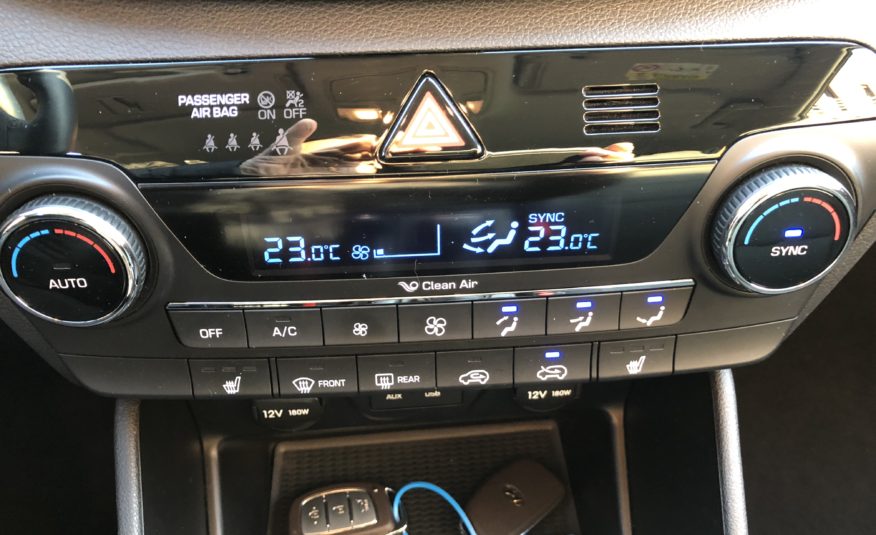 PASSENGER
AIR BAG
ON
2
OFF
SYNC
23.0°C
23.0°C
Clean Air
AUTO
SYNC
OFF
A/C
FRONT
REAR
12V 180W
AUX
USB
12V 180W